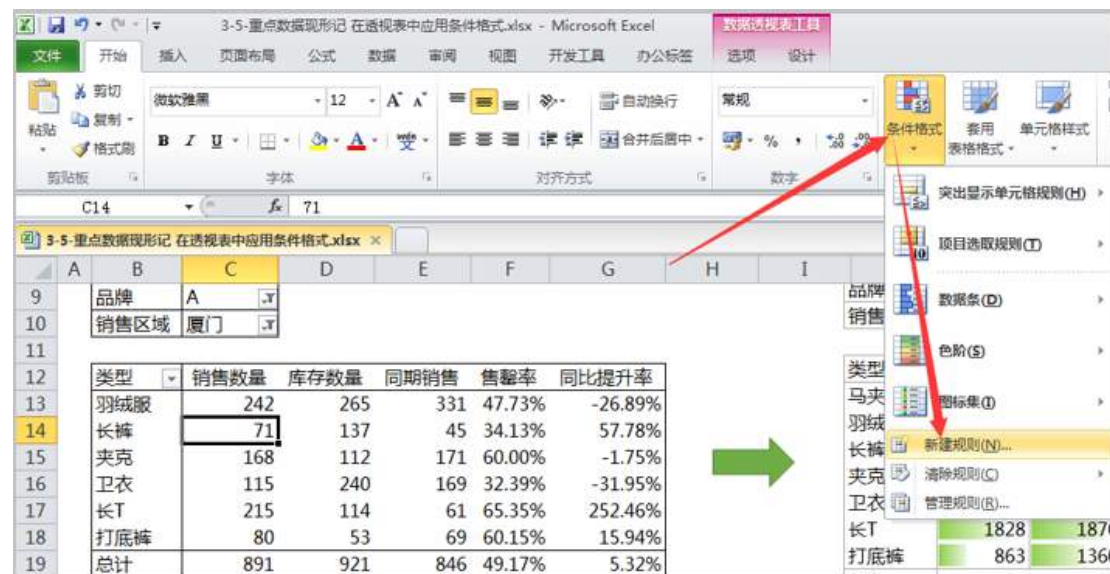 3-5-重点数据现形记 在透视表中应用条件格式.xlsx - Microsoft Excel 数据透视表工具
文件 开始 插入 页面布局 公式 数据 审阅 视图 开发工具 办公标签 选项 设计
剪切 微软雅黑 12 A A 自动换行 常规
粘贴 复制 条件格式 套用 单元格样式
格式刷 B I U A wén 变 合并后居中 % , 表格格式
剪贴板 字体 对齐方式 数字
突出显示单元格规则(H)
C14 fx 71
3-5-重点数据现形记 在透视表中应用条件格式.xlsx
项目选取规则(T)
A B C D E F G H I
9 品牌 A 品牌 数据条(D)
10 销售区域 厦门 销售
11
色阶(S)
12 类型 销售数量 库存数量 同期销售 售罄率 同比提升率 类型
13 羽绒服 242 265 331 47.73% -26.89% 马夹 图标集(I)
14 长裤 71 137 45 34.13% 57.78% 羽绒 新建规则(N)...
15 夹克 168 112 171 60.00% -1.75% 长裤 清除规则(C)
16 卫衣 115 240 169 32.39% -31.95% 夹克 管理规则(R)...
17 长T 215 114 61 65.35% 252.46% 卫衣
18 打底裤 80 53 69 60.15% 15.94% 长T 1828 1870
19 总计 891 921 846 49.17% 5.32% 打底裤 863 1360